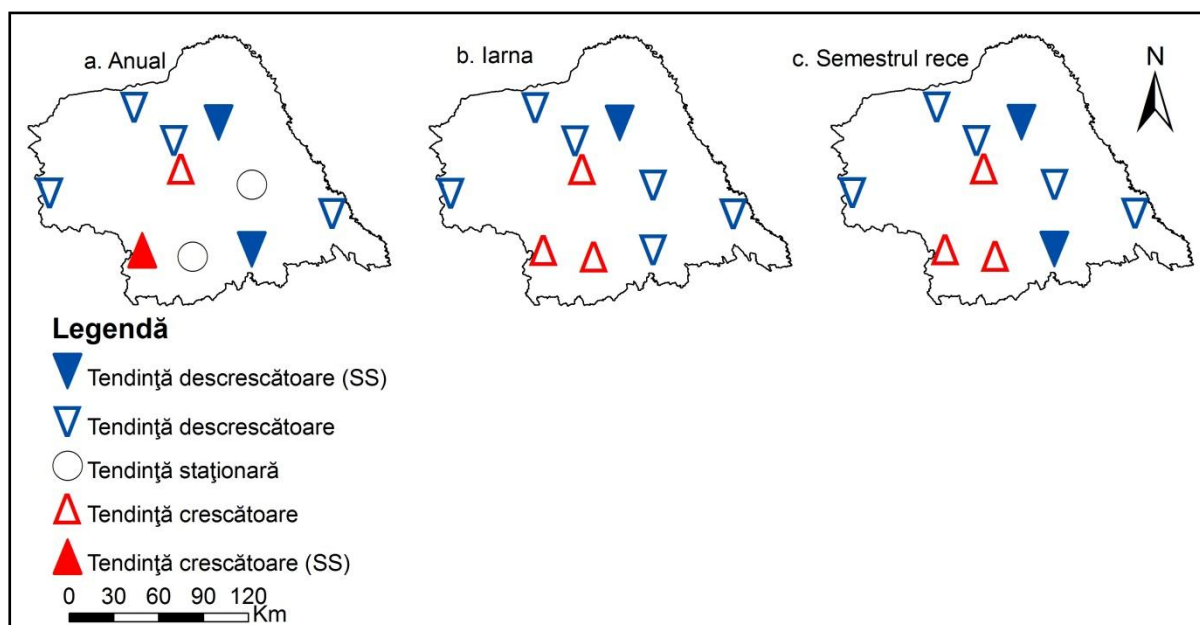 a. Anual
b. Iarna
c. Semestrul rece
N
Legendă
Tendinţă descrescătoare (SS)
Tendinţă descrescătoare
Tendinţă staţionară
Tendinţă crescătoare
Tendinţă crescătoare (SS)
0 30 60 90 120
Km